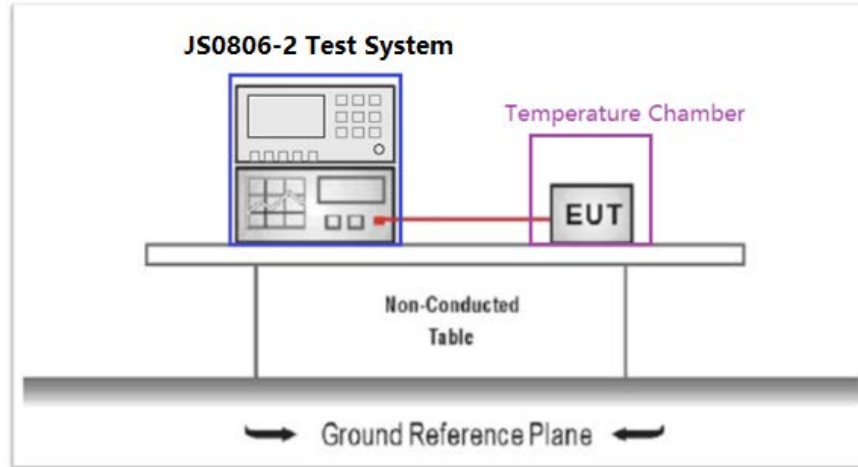 JS0806-2 Test System
Temperature Chamber
EUT
Non-Conducted
Table
Ground Reference Plane